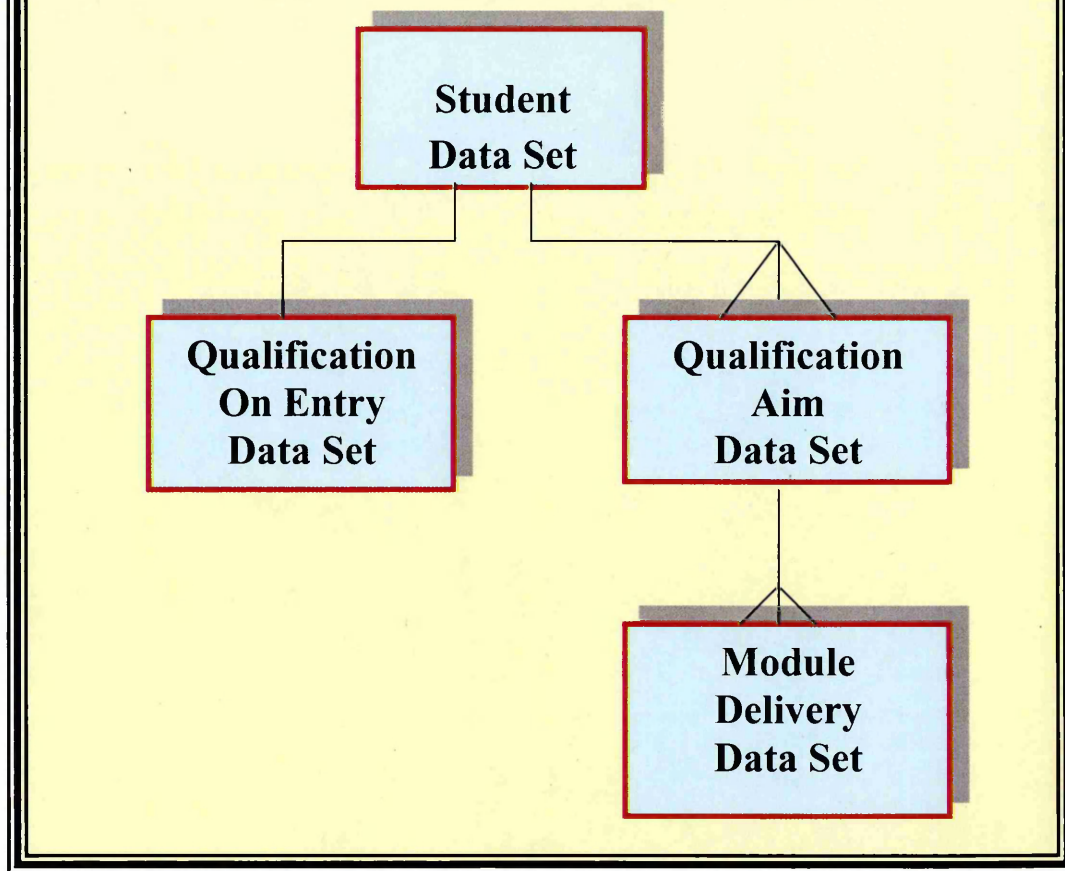 Student
Data Set
Qualification
On Entry
Data Set
Qualification
Aim
Data Set
Module
Delivery
Data Set